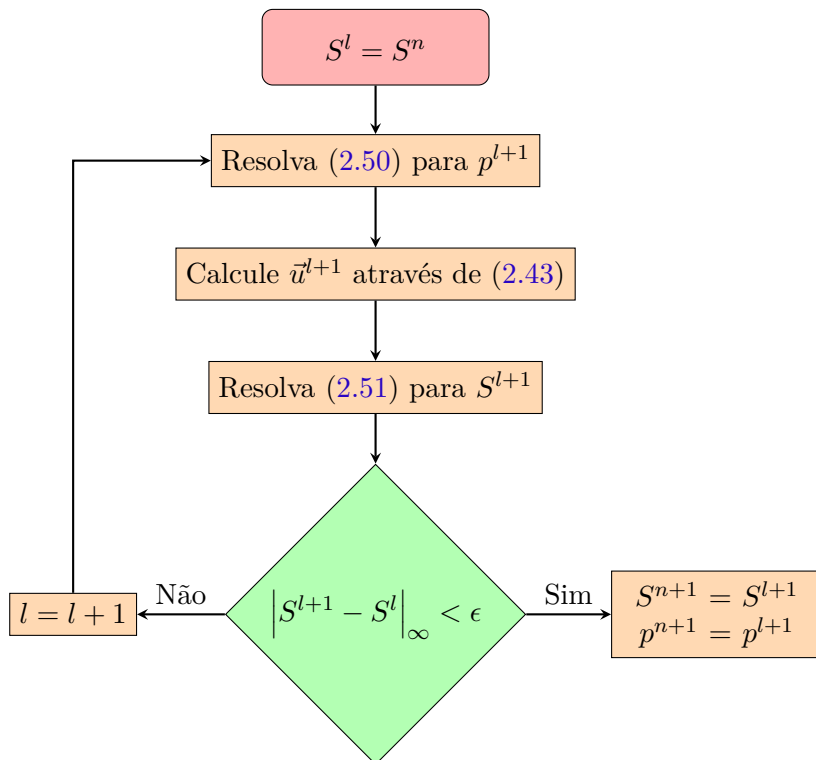 S^l = S^n
Resolva (2.50) para p^{l+1}
Calcule \vec{u}^{l+1} através de (2.43)
Resolva (2.51) para S^{l+1}
|S^{l+1} − S^l|_∞ < ϵ
Não
Sim
l = l + 1
S^{n+1} = S^{l+1}
p^{n+1} = p^{l+1}